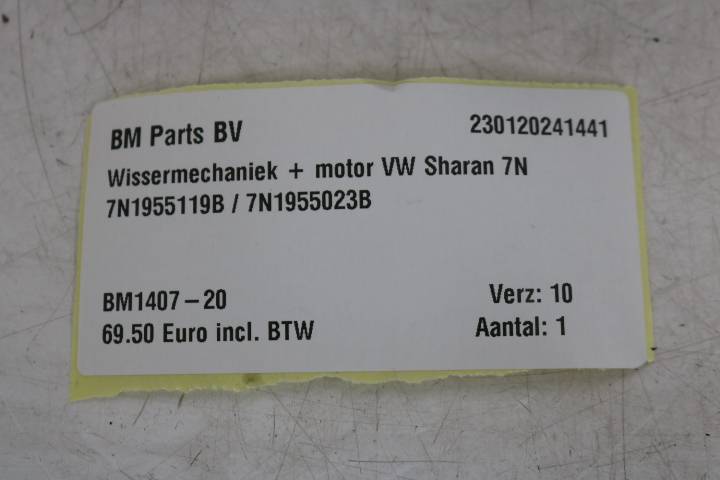 BM Parts BV 230120241441
Wissermechaniek + motor VW Sharan 7N
7N1955119B / 7N1955023B
BM1407-20 Verz: 10
69.50 Euro incl. BTW Aantal: 1